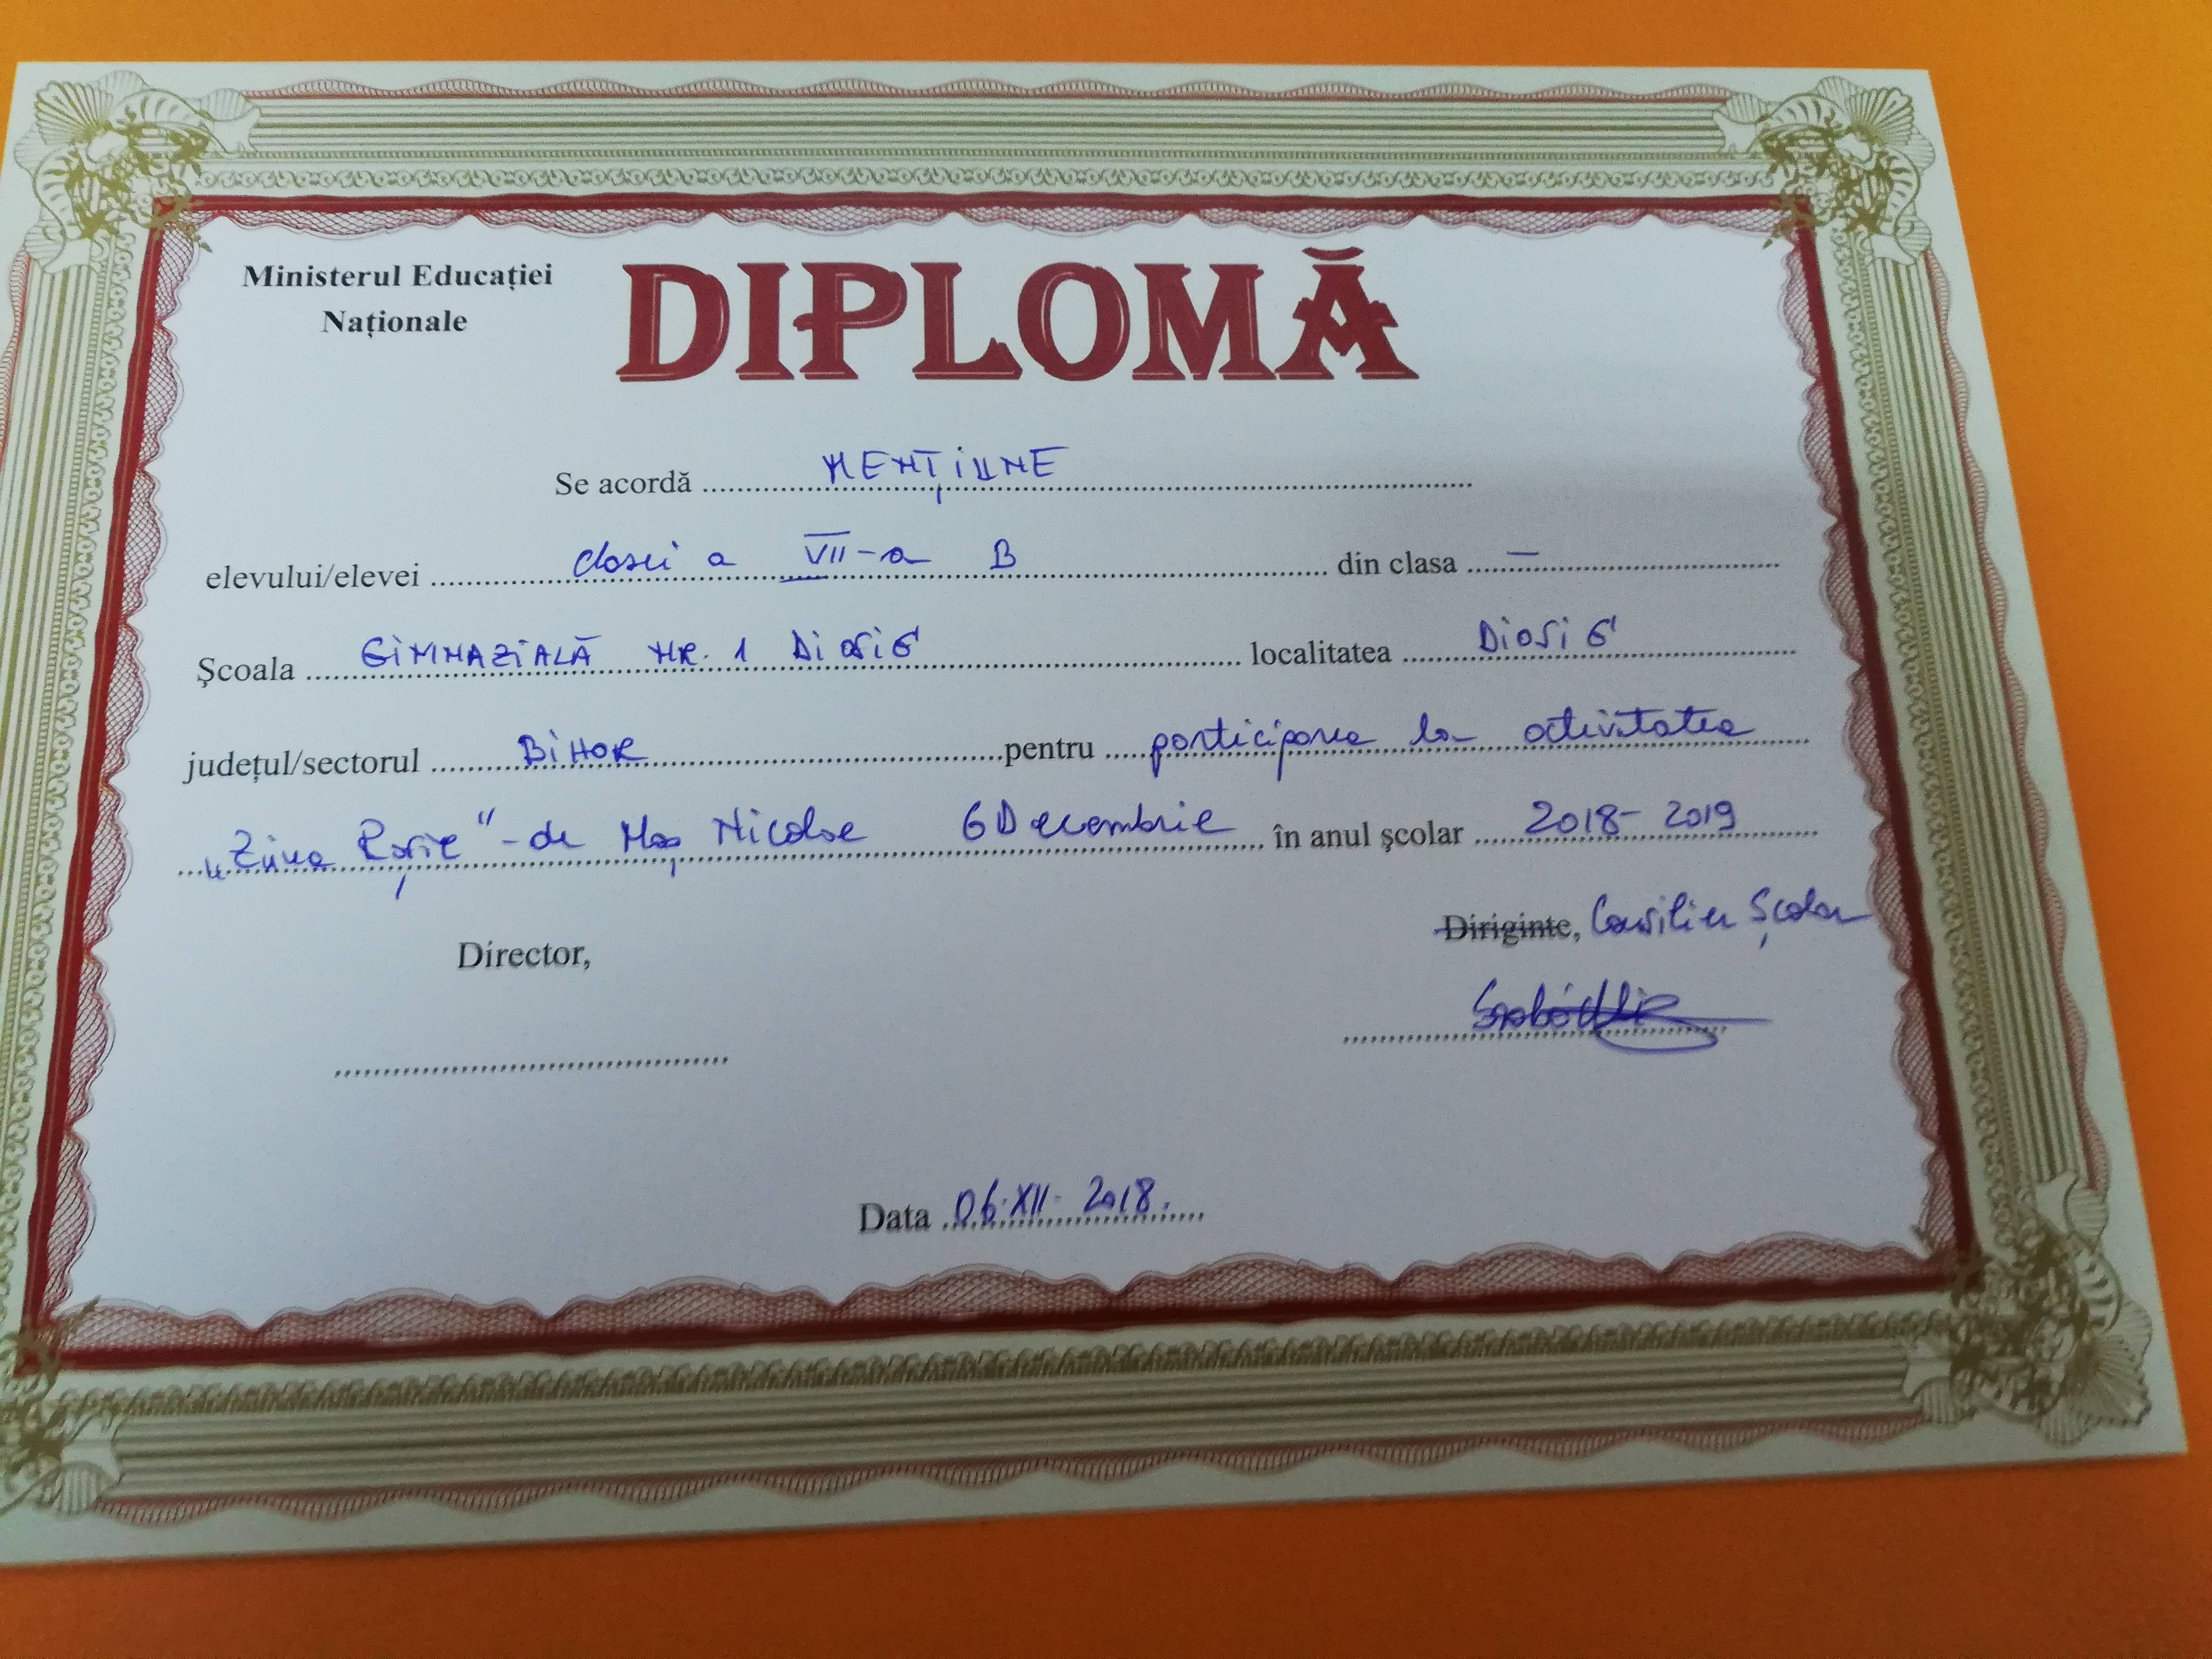 Ministerul Educației
Naționale
DIPLOMĂ
Se acordă ........ MENȚIUNE ........
elevului/elevei ........ clasei a VII-a B ........ din clasa ... — ........
Școala ... GIMNAZIALĂ NR. 1 DIOSIG ........ localitatea ...... DIOSIG ........
județul/sectorul ...... BIHOR ........pentru ... participarea la activitatea ...
... „Ziua Roșie” - de Moș Nicolae 6 Decembrie ... în anul școlar .... 2018 - 2019 ....
Director, Diriginte, Consilier Școlar
Szabó
Data 06.XII.2018.